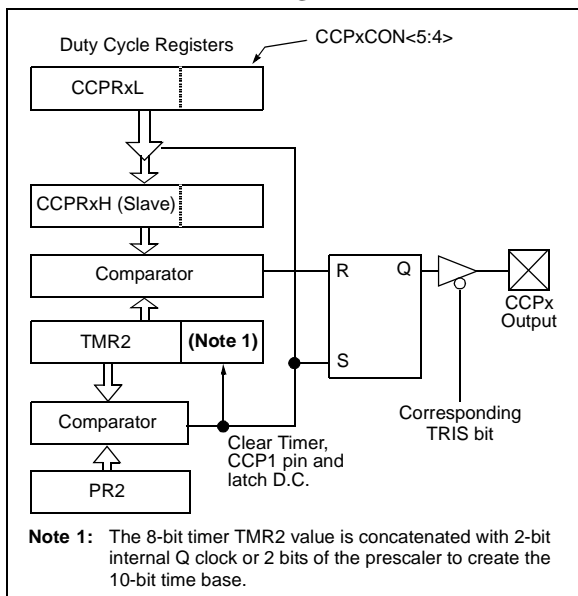 Duty Cycle Registers
CCPxCON<5:4>
CCPRxL
CCPRxH (Slave)
Comparator
R
Q
TMR2
(Note 1)
S
CCPx
Output
Comparator
Clear Timer,
CCP1 pin and
latch D.C.
Corresponding
TRIS bit
PR2
Note 1: The 8-bit timer TMR2 value is concatenated with 2-bit
internal Q clock or 2 bits of the prescaler to create the
10-bit time base.